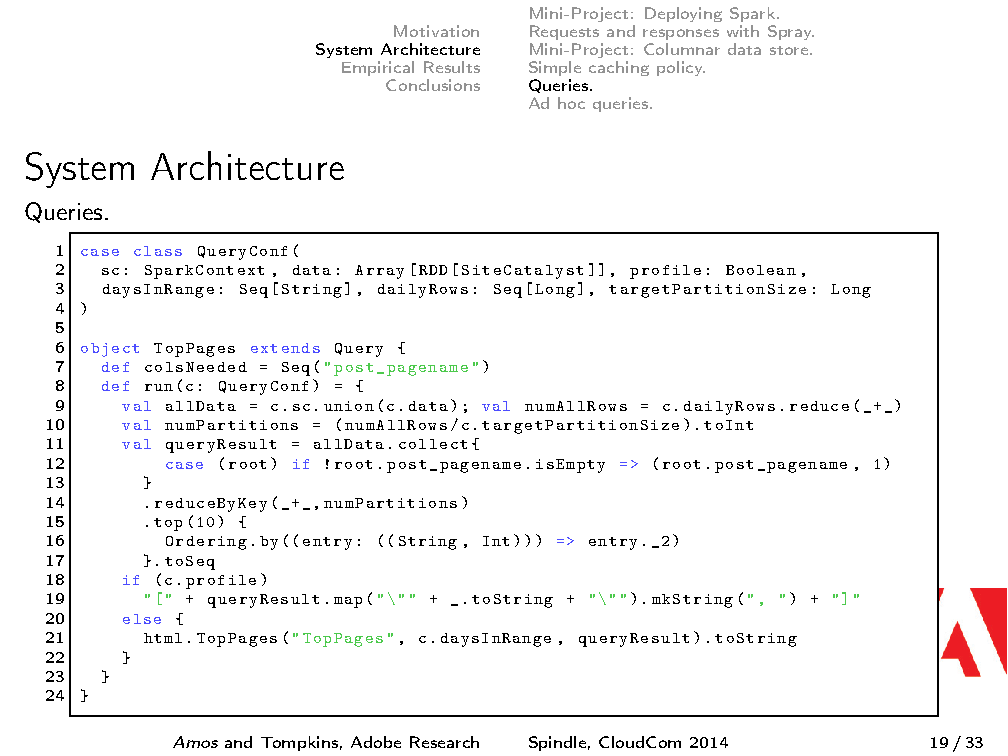 Motivation
System Architecture
Empirical Results
Conclusions
Mini-Project: Deploying Spark.
Requests and responses with Spray.
Mini-Project: Columnar data store.
Simple caching policy.
Queries.
Ad hoc queries.
System Architecture
Queries.
1 case class QueryConf(
2   sc: SparkContext, data: Array[RDD[SiteCatalyst]], profile: Boolean,
3   daysInRange: Seq[String], dailyRows: Seq[Long], targetPartitionSize: Long
4 )
5
6 object TopPages extends Query {
7   def colsNeeded = Seq("post_pagename")
8   def run(c: QueryConf) = {
9     val allData = c.sc.union(c.data); val numAllRows = c.dailyRows.reduce(_+_)
10     val numPartitions = (numAllRows/c.targetPartitionSize).toInt
11     val queryResult = allData.collect{
12         case (root) if !root.post_pagename.isEmpty => (root.post_pagename, 1)
13       }
14       .reduceByKey(_+_,numPartitions)
15       .top(10) {
16         Ordering.by((entry: ((String, Int))) => entry._2)
17       }.toSeq
18     if (c.profile)
19       "[" + queryResult.map("\"" + _.toString + "\"").mkString(", ") + "]"
20     else {
21       html.TopPages("TopPages", c.daysInRange, queryResult).toString
22     }
23   }
24 }
Amos and Tompkins, Adobe Research
Spindle, CloudCom 2014
19 / 33